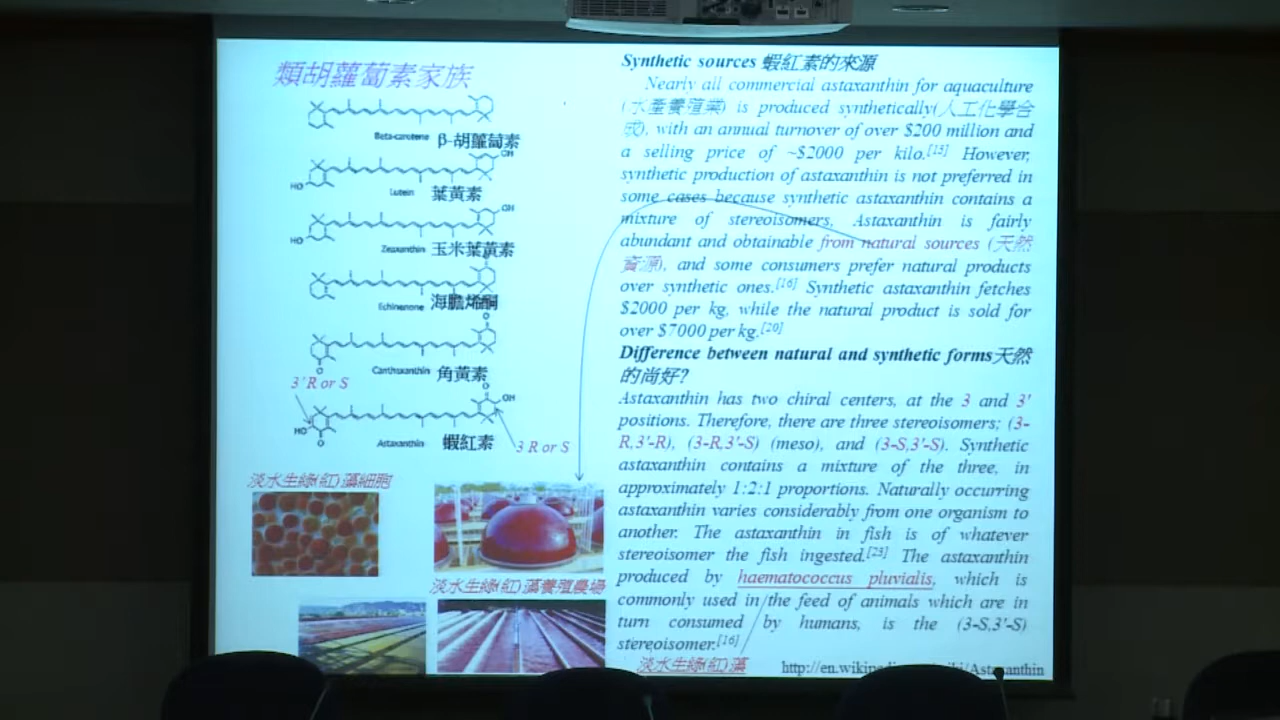 類胡蘿蔔素家族
Beta-carotene β-胡蘿蔔素
OH
HO
Lutein 葉黃素
OH
HO
Zeaxanthin 玉米葉黃素
O
Echinenone 海膽烯酮
O
O
Canthaxanthin 角黃素
3' R or S
O
OH
HO
O
Astaxanthin 蝦紅素
3 R or S
淡水生綠(紅)藻細胞
淡水生綠(紅)藻養殖農場
Synthetic sources 蝦紅素的來源
Nearly all commercial astaxanthin for aquaculture
(水產養殖業) is produced synthetically(人工化學合
成), with an annual turnover of over $200 million and
a selling price of ~$2000 per kilo.[13] However,
synthetic production of astaxanthin is not preferred in
some cases because synthetic astaxanthin contains a
mixture of stereoisomers. Astaxanthin is fairly
abundant and obtainable from natural sources (天然
資源), and some consumers prefer natural products
over synthetic ones.[16] Synthetic astaxanthin fetches
$2000 per kg, while the natural product is sold for
over $7000 per kg.[20]
Difference between natural and synthetic forms天然
的尚好?
Astaxanthin has two chiral centers, at the 3 and 3'
positions. Therefore, there are three stereoisomers; (3-
R,3'-R), (3-R,3'-S) (meso), and (3-S,3'-S). Synthetic
astaxanthin contains a mixture of the three, in
approximately 1:2:1 proportions. Naturally occurring
astaxanthin varies considerably from one organism to
another. The astaxanthin in fish is of whatever
stereoisomer the fish ingested.[23] The astaxanthin
produced by haematococcus pluvialis, which is
commonly used in the feed of animals which are in
turn consumed by humans, is the (3-S,3'-S)
stereoisomer.[16]
淡水生綠(紅)藻
http://en.wikipedia /Astaxanthin